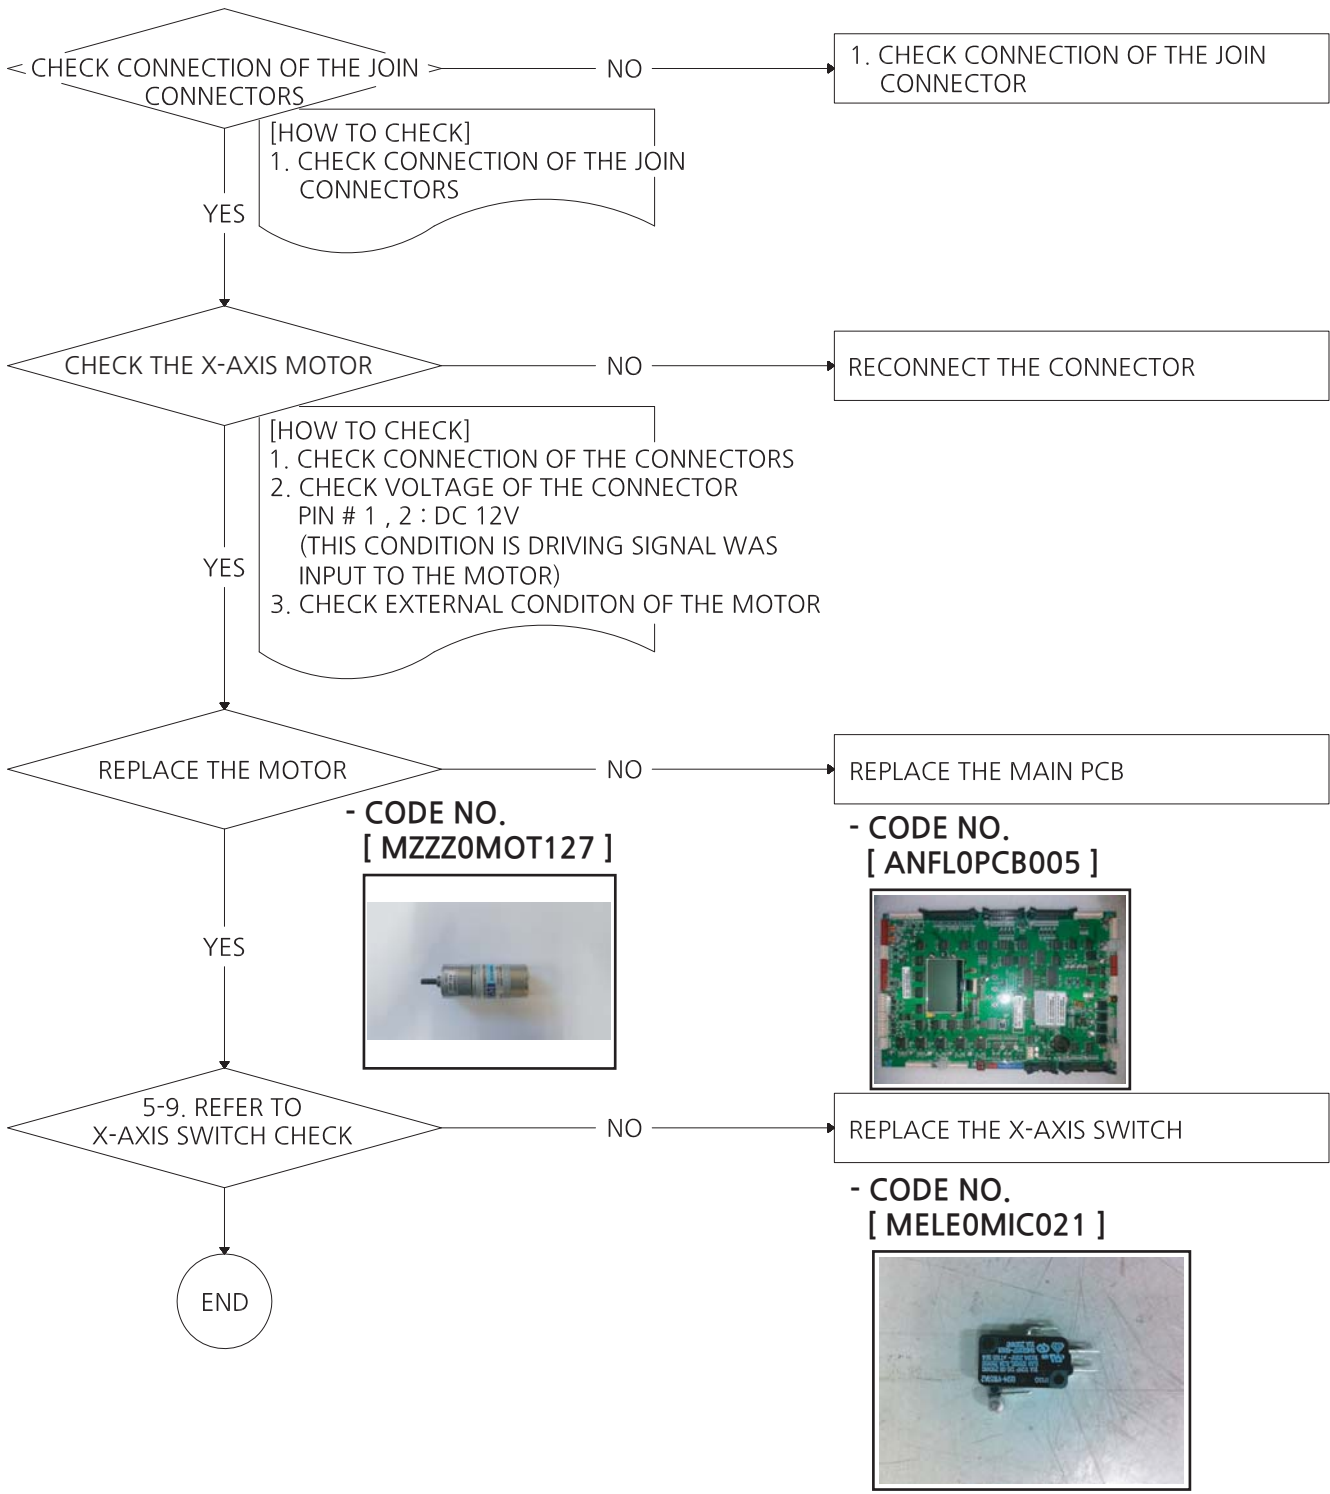 CHECK CONNECTION OF THE JOIN
CONNECTORS
NO
1. CHECK CONNECTION OF THE JOIN
CONNECTOR
[HOW TO CHECK]
1. CHECK CONNECTION OF THE JOIN
CONNECTORS
YES
CHECK THE X-AXIS MOTOR
NO
RECONNECT THE CONNECTOR
[HOW TO CHECK]
1. CHECK CONNECTION OF THE CONNECTORS
2. CHECK VOLTAGE OF THE CONNECTOR
PIN # 1 , 2 : DC 12V
(THIS CONDITION IS DRIVING SIGNAL WAS
INPUT TO THE MOTOR)
3. CHECK EXTERNAL CONDITON OF THE MOTOR
YES
REPLACE THE MOTOR
NO
REPLACE THE MAIN PCB
- CODE NO.
[ MZZZ0MOT127 ]
- CODE NO.
[ ANFL0PCB005 ]
YES
5-9. REFER TO
X-AXIS SWITCH CHECK
NO
REPLACE THE X-AXIS SWITCH
- CODE NO.
[ MELE0MIC021 ]
END